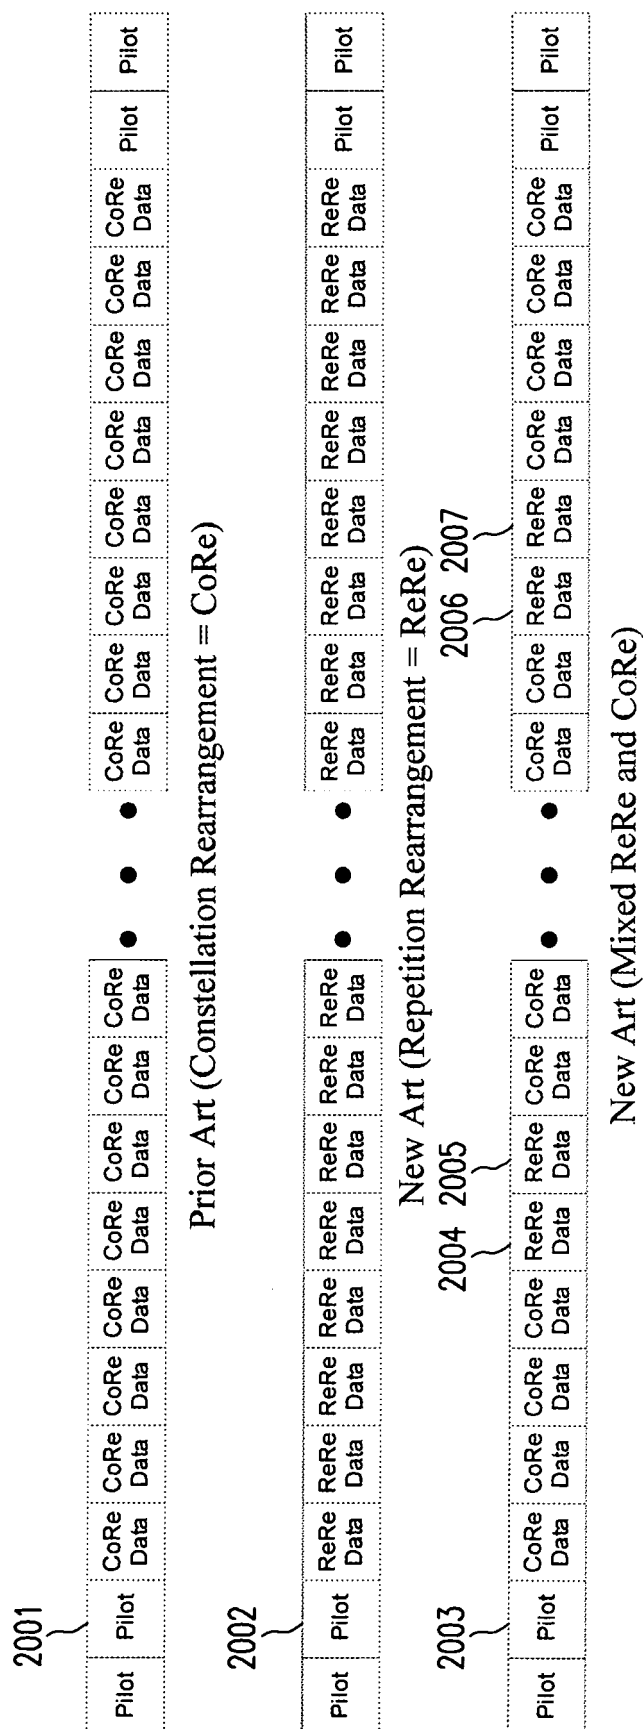 2001
Pilot
Pilot
CoRe
Data
CoRe
Data
CoRe
Data
CoRe
Data
CoRe
Data
CoRe
Data
CoRe
Data
CoRe
Data
CoRe
Data
CoRe
Data
CoRe
Data
CoRe
Data
CoRe
Data
CoRe
Data
CoRe
Data
CoRe
Data
Pilot
Pilot
Prior Art (Constellation Rearrangement = CoRe)
2002
Pilot
Pilot
ReRe
Data
ReRe
Data
ReRe
Data
ReRe
Data
ReRe
Data
ReRe
Data
ReRe
Data
ReRe
Data
ReRe
Data
ReRe
Data
ReRe
Data
ReRe
Data
ReRe
Data
ReRe
Data
ReRe
Data
ReRe
Data
Pilot
Pilot
New Art (Repetition Rearrangement = ReRe)
2003
2004
2005
2006
2007
Pilot
Pilot
CoRe
Data
CoRe
Data
CoRe
Data
CoRe
Data
ReRe
Data
ReRe
Data
CoRe
Data
CoRe
Data
CoRe
Data
CoRe
Data
ReRe
Data
ReRe
Data
CoRe
Data
CoRe
Data
CoRe
Data
CoRe
Data
Pilot
Pilot
New Art (Mixed ReRe and CoRe)